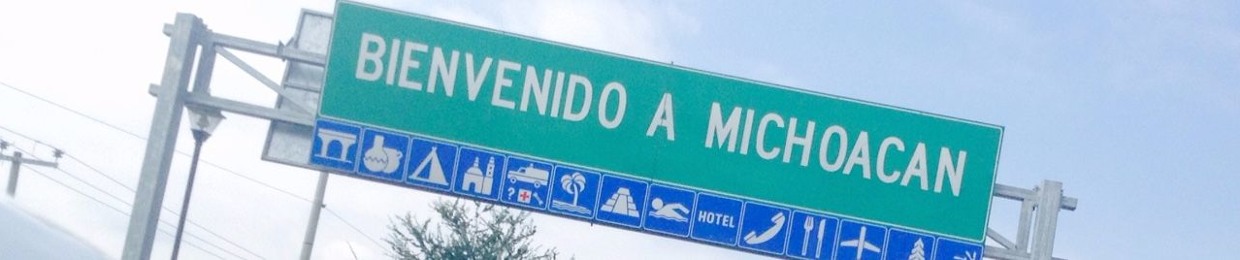 BIENVENIDO A MICHOACAN
?
HOTEL